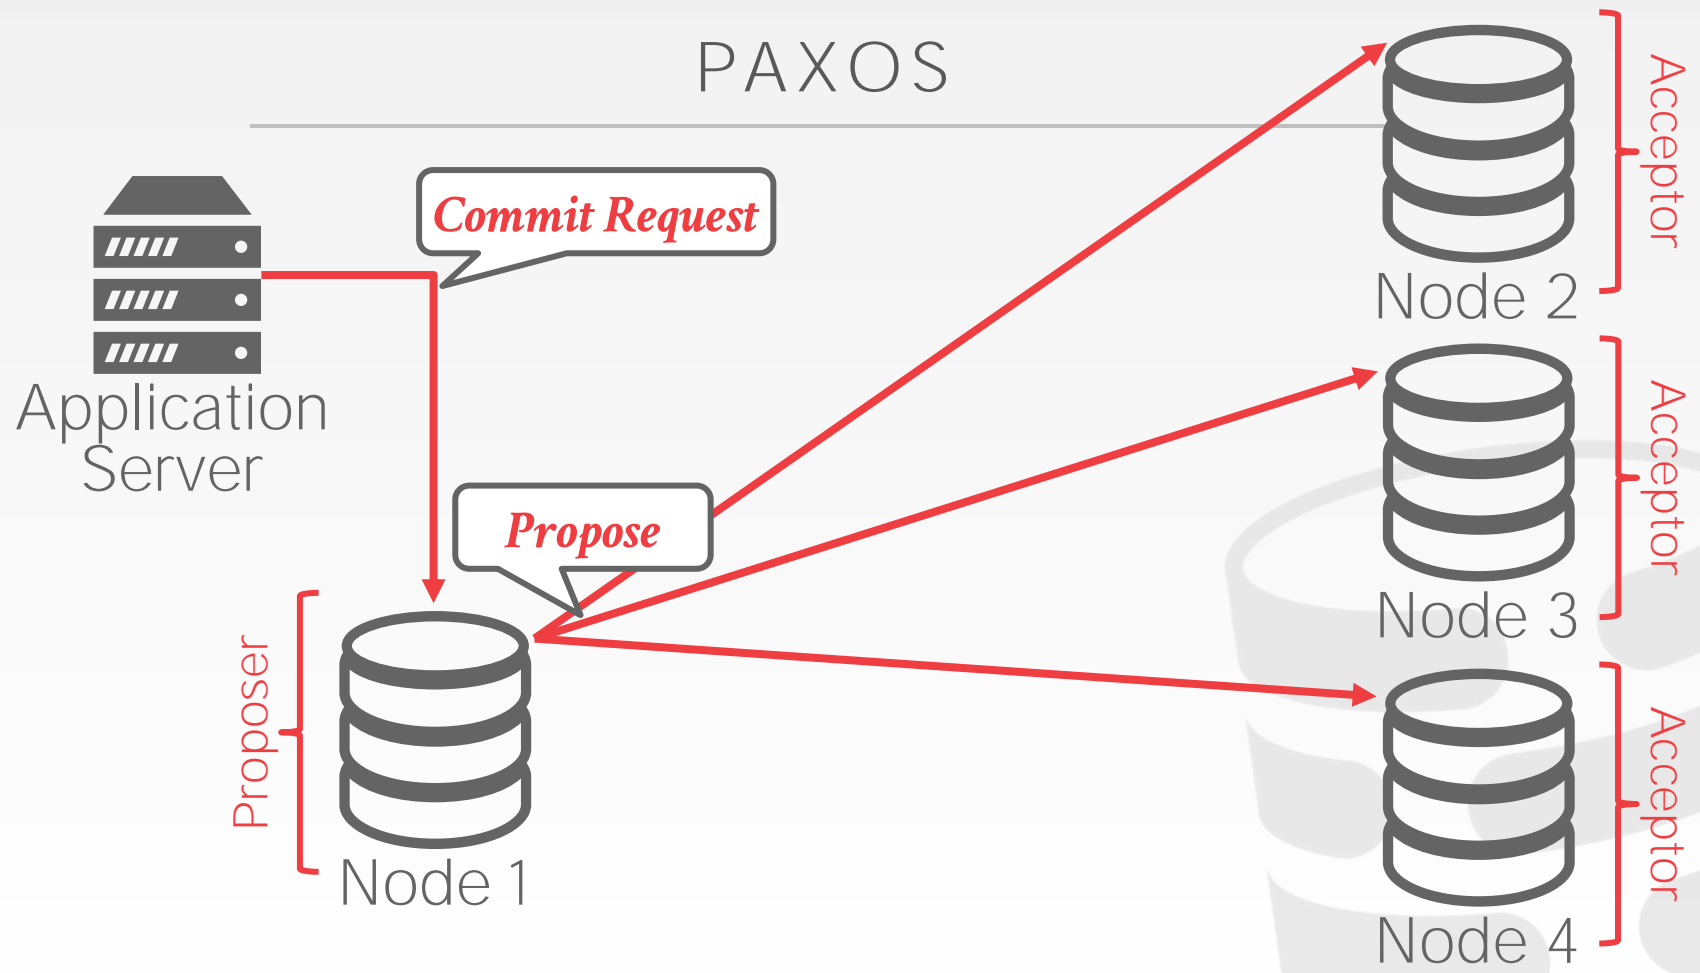 PAXOS
Commit Request
Application
Server
Propose
Proposer
Node 1
Acceptor
Node 2
Acceptor
Node 3
Acceptor
Node 4